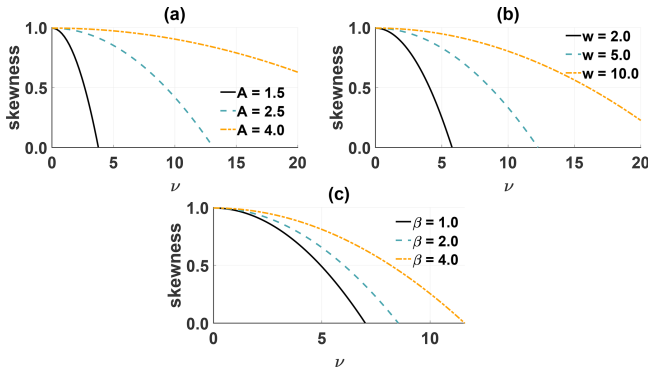 (a)
skewness
1.0
0.5
0.0
0
5
10
15
20
ν
A = 1.5
A = 2.5
A = 4.0
(b)
skewness
1.0
0.5
0.0
0
5
10
15
20
ν
w = 2.0
w = 5.0
w = 10.0
(c)
skewness
1.0
0.5
0.0
0
5
10
ν
β = 1.0
β = 2.0
β = 4.0